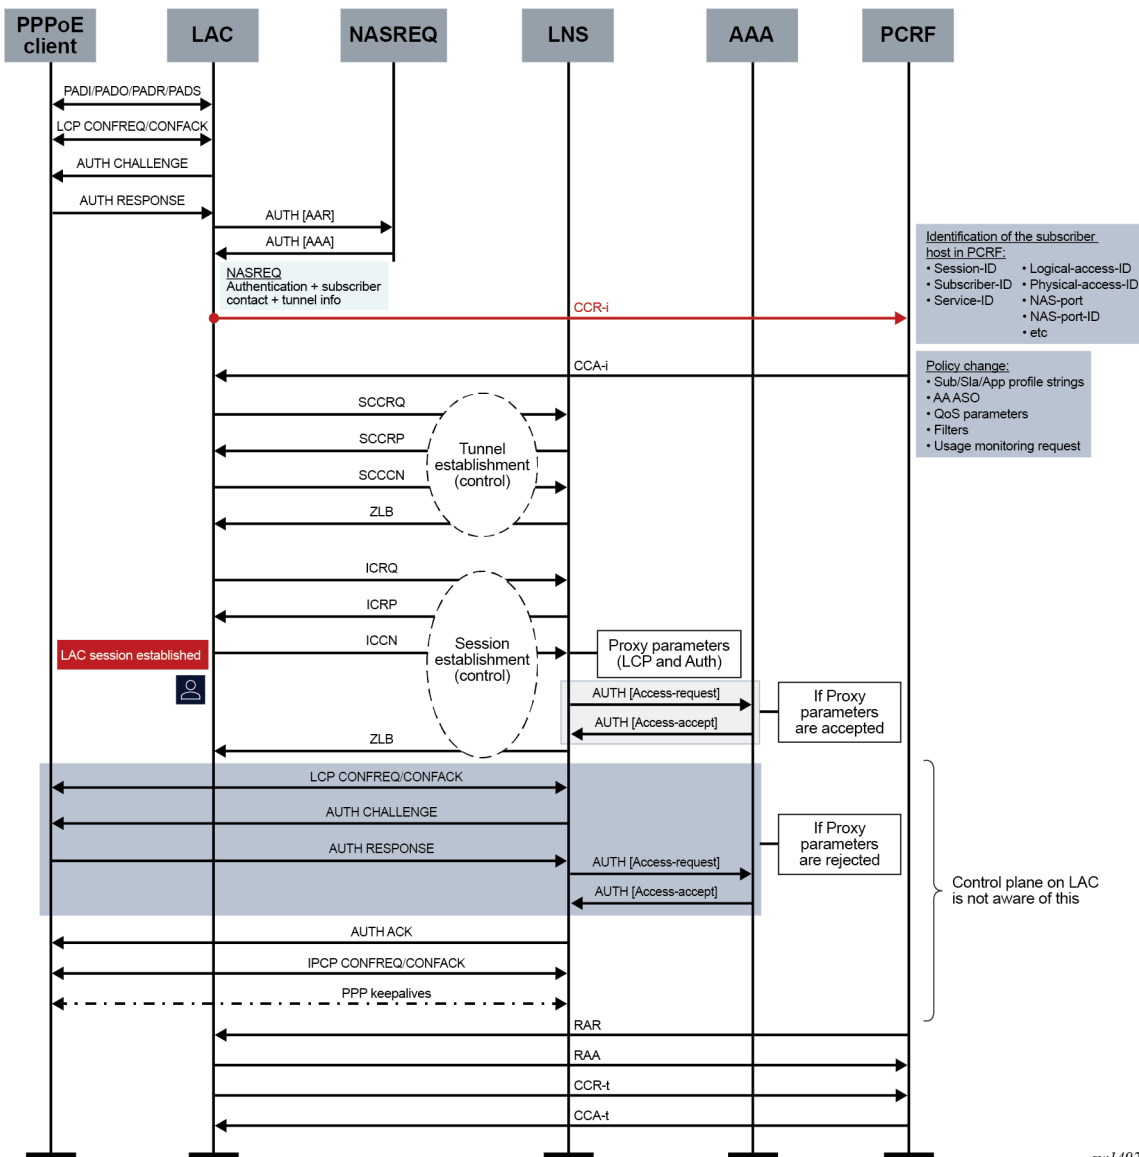 PPPoE
client
LAC
NASREQ
LNS
AAA
PCRF
PADI/PADO/PADR/PADS
LCP CONFREQ/CONFACK
AUTH CHALLENGE
AUTH RESPONSE
AUTH [AAR]
AUTH [AAA]
NASREQ
Authentication + subscriber
contact + tunnel info
Identification of the subscriber
host in PCRF:
• Session-ID
• Subscriber-ID
• Service-ID
• Logical-access-ID
• Physical-access-ID
• NAS-port
• NAS-port-ID
• etc
CCR-i
CCA-i
Policy change:
• Sub/Sla/App profile strings
• AA ASO
• QoS parameters
• Filters
• Usage monitoring request
SCCRQ
SCCRP
SCCCN
ZLB
Tunnel
establishment
(control)
ICRQ
ICRP
ICCN
Session
establishment
(control)
LAC session established
Proxy parameters
(LCP and Auth)
AUTH [Access-request]
AUTH [Access-accept]
If Proxy
parameters
are accepted
ZLB
LCP CONFREQ/CONFACK
AUTH CHALLENGE
AUTH RESPONSE
AUTH [Access-request]
AUTH [Access-accept]
If Proxy
parameters
are rejected
Control plane on LAC
is not aware of this
AUTH ACK
IPCP CONFREQ/CONFACK
PPP keepalives
RAR
RAA
CCR-t
CCA-t